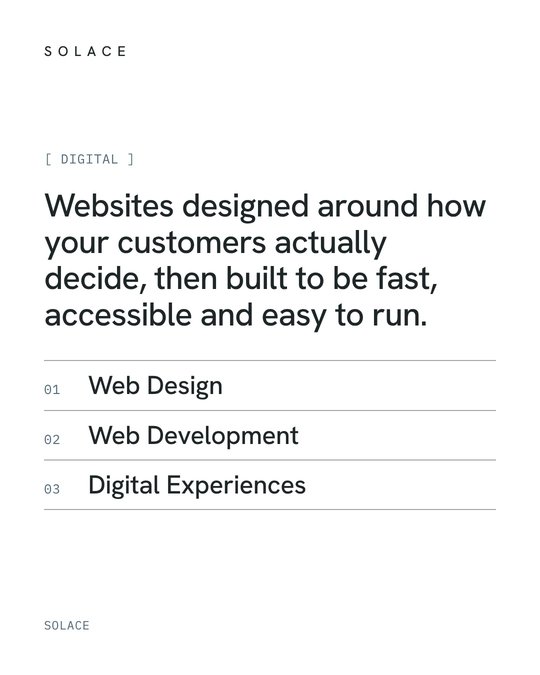 SOLACE
[ DIGITAL ]
Websites designed around how
your customers actually
decide, then built to be fast,
accessible and easy to run.
01 Web Design
02 Web Development
03 Digital Experiences
SOLACE